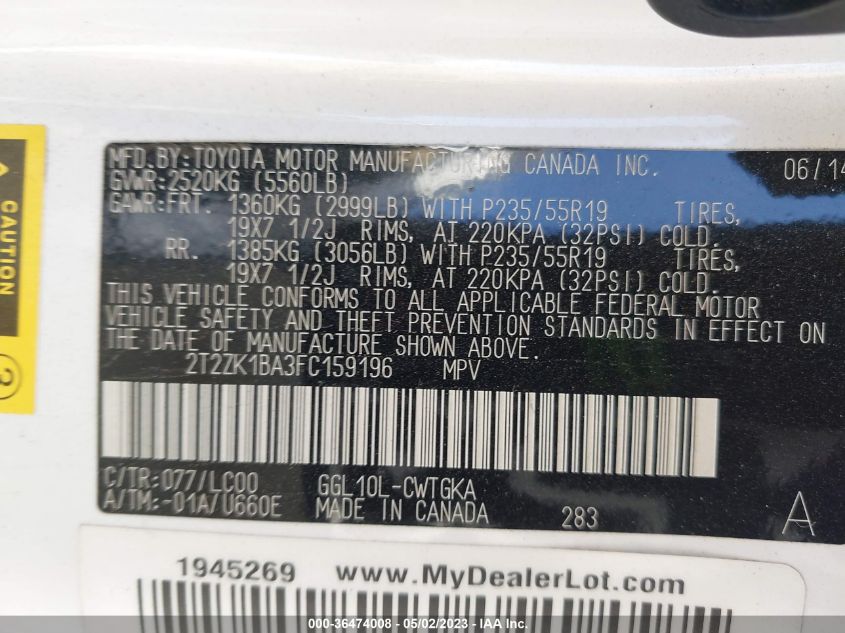 MFD.BY:TOYOTA MOTOR MANUFACTURING CANADA INC. 06/14
GVWR:2520KG (5560LB)
GAWR:FRT. 1360KG (2999LB) WITH P235/55R19 TIRES,
19X7 1/2J RIMS, AT 220KPA (32PSI) COLD.
RR. 1385KG (3056LB) WITH P235/55R19 TIRES,
19X7 1/2J RIMS, AT 220KPA (32PSI) COLD.
THIS VEHICLE CONFORMS TO ALL APPLICABLE FEDERAL MOTOR
VEHICLE SAFETY AND THEFT PREVENTION STANDARDS IN EFFECT ON
THE DATE OF MANUFACTURE SHOWN ABOVE.
2T2ZK1BA3FC159196 MPV
C/TR:077/LC00 GGL10L-CWTGKA
A/TM:-01A/U660E MADE IN CANADA 283 A
CAUTION
2
1945269 www.MyDealerLot.com
000-36474008 - 05/02/2023 - IAA Inc.